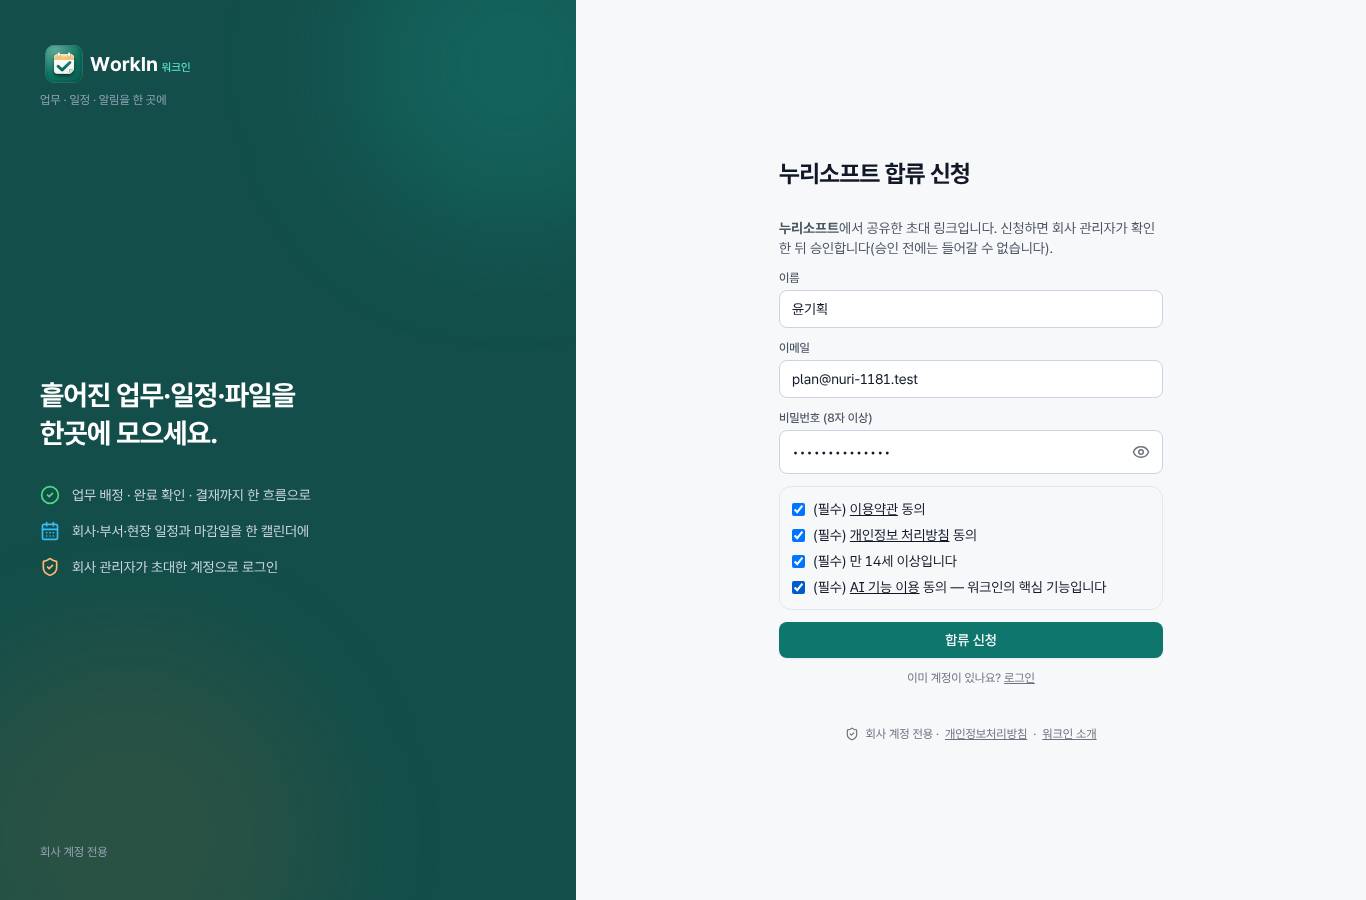 WorkIn 워크인
업무 · 일정 · 알림을 한 곳에
흩어진 업무·일정·파일을
한곳에 모으세요.
업무 배정 · 완료 확인 · 결재까지 한 흐름으로
회사·부서·현장 일정과 마감일을 한 캘린더에
회사 관리자가 초대한 계정으로 로그인
회사 계정 전용
누리소프트 합류 신청
누리소프트에서 공유한 초대 링크입니다. 신청하면 회사 관리자가 확인
한 뒤 승인합니다(승인 전에는 들어갈 수 없습니다).
이름
윤기획
이메일
plan@nuri-1181.test
비밀번호 (8자 이상)
••••••••••••••
(필수) 이용약관 동의
(필수) 개인정보 처리방침 동의
(필수) 만 14세 이상입니다
(필수) AI 기능 이용 동의 — 워크인의 핵심 기능입니다
합류 신청
이미 계정이 있나요? 로그인
회사 계정 전용 · 개인정보처리방침 · 워크인 소개